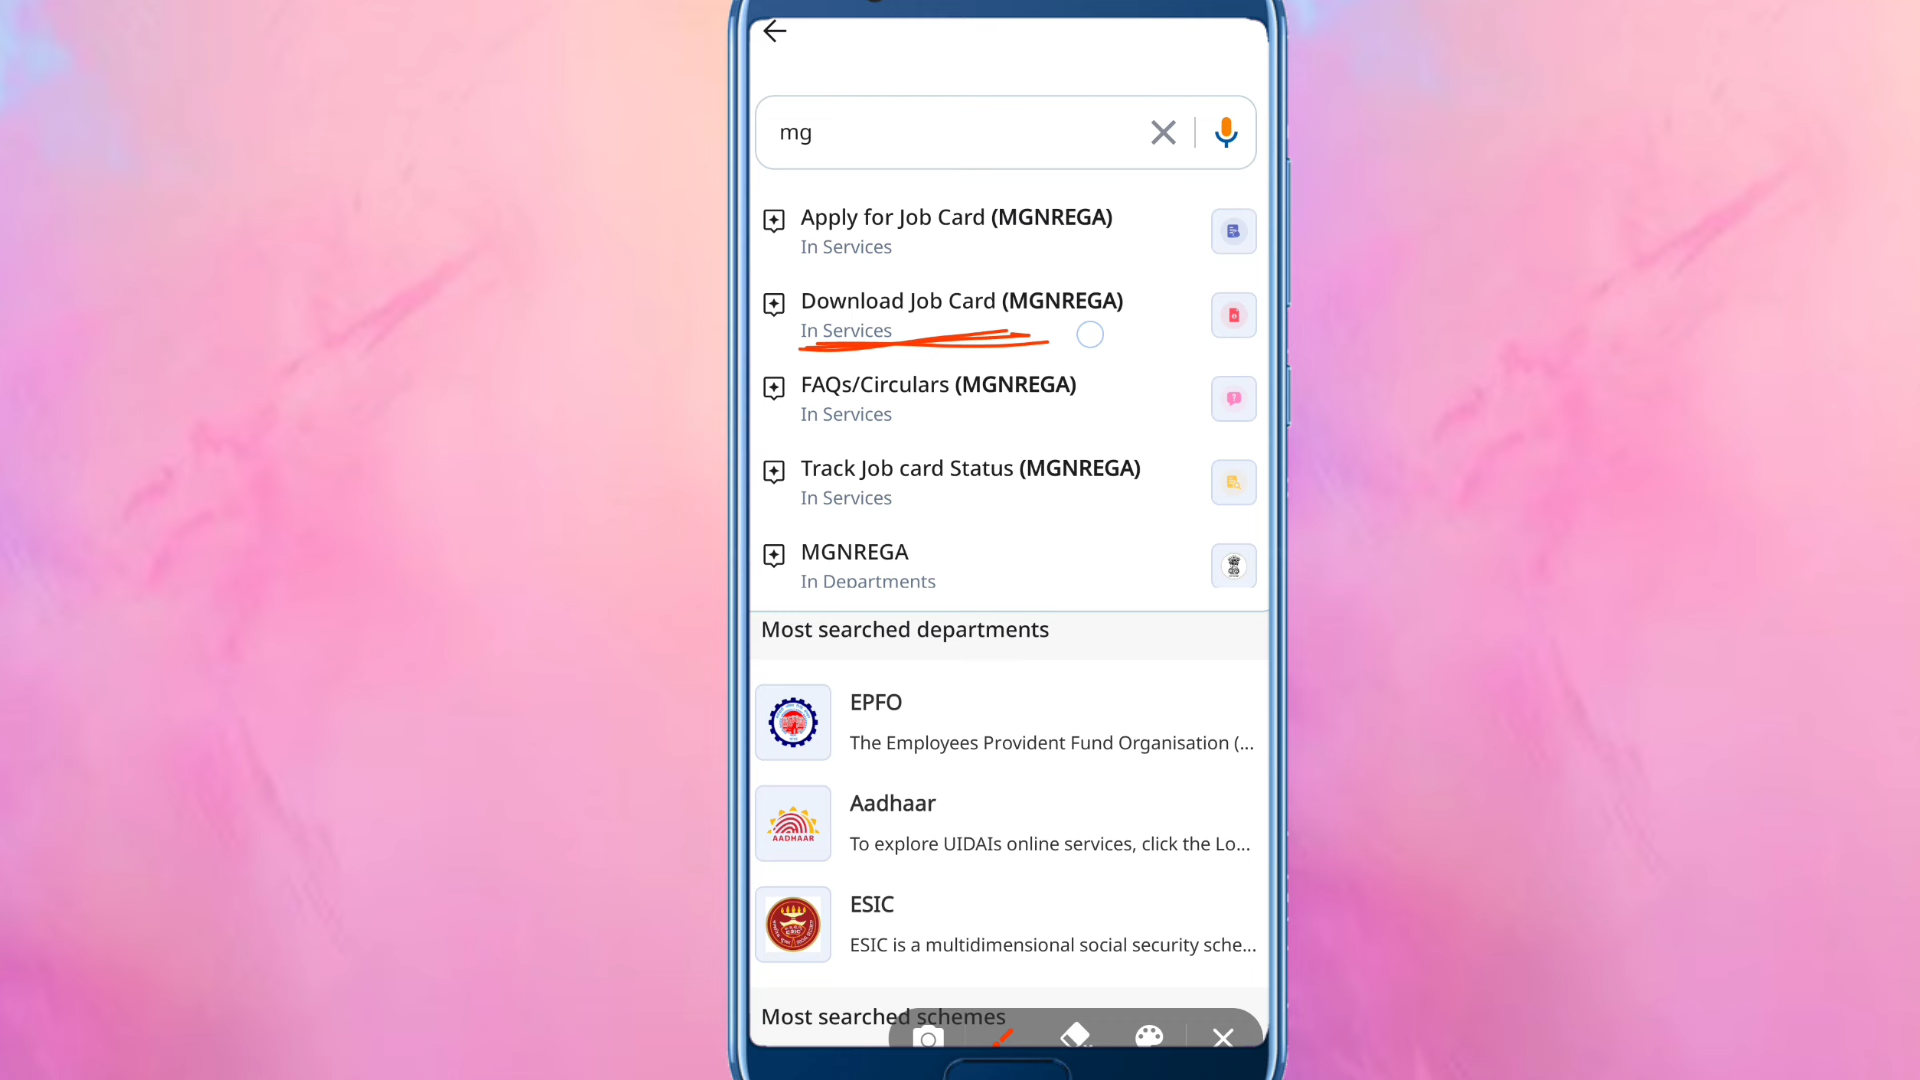 mg
Apply for Job Card (MGNREGA)
In Services
Download Job Card (MGNREGA)
In Services
FAQs/Circulars (MGNREGA)
In Services
Track Job card Status (MGNREGA)
In Services
MGNREGA
In Departments
Most searched departments
EPFO
The Employees Provident Fund Organisation (...
Aadhaar
To explore UIDAIs online services, click the Lo...
AADHAAR
ESIC
ESIC is a multidimensional social security sche...
Most searched schemes